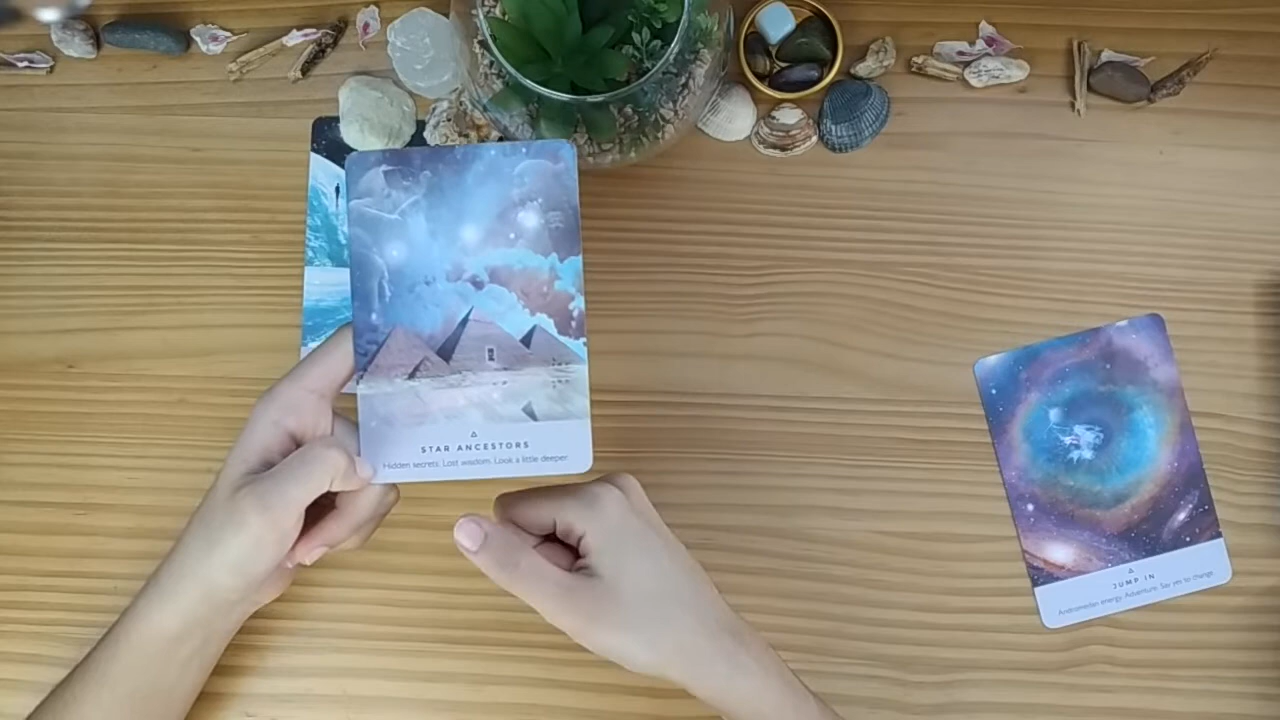 STAR ANCESTORS
Hidden secrets. Lost wisdom. Look a little deeper.
JUMP IN
Andromedan energy. Adventure. Say yes to change.